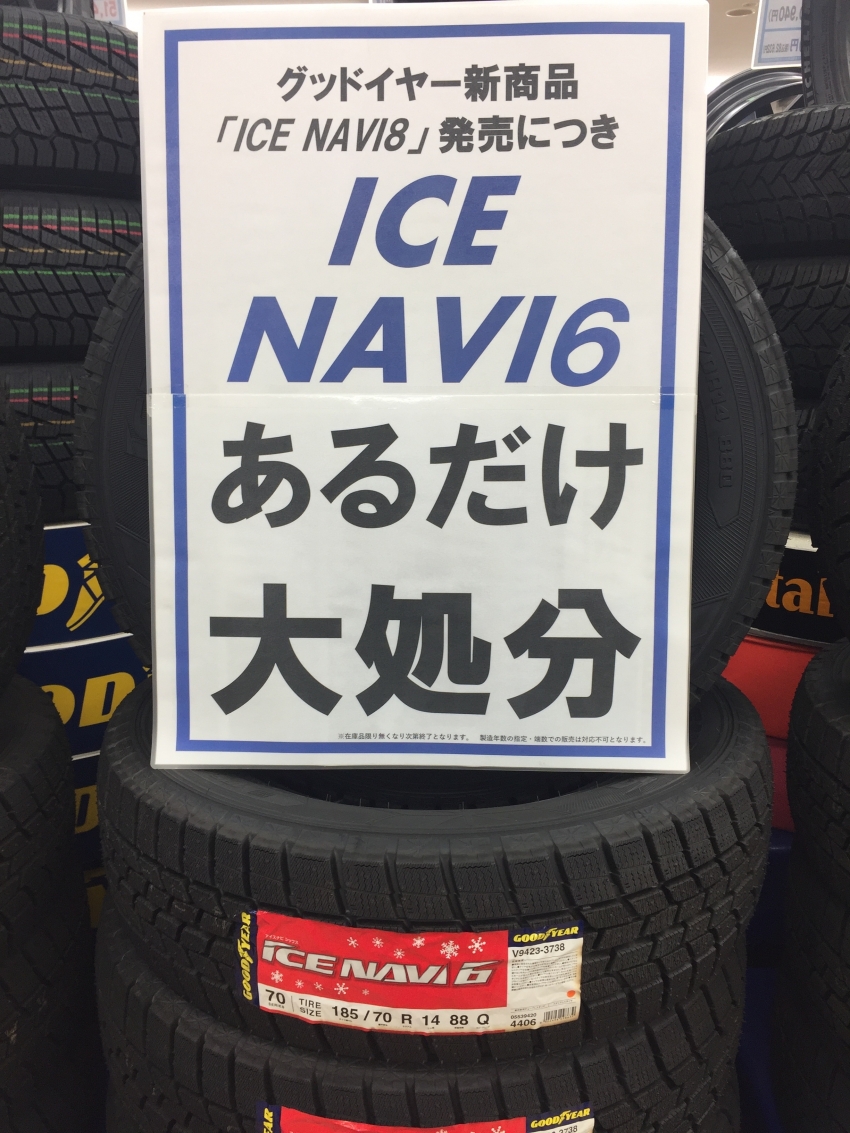 グッドイヤー新商品
「ICE NAVI8」発売につき
ICE
NAVI6
あるだけ
大処分
※在庫品限り無くなり次第終了となります。 製造年数の指定・端数での販売は対応不可となります。
GOODYEAR
ICE NAVI 6
GOODYEAR
V9423-3738
70
SERIES
TIRE SIZE 185/70 R 14 88 Q
05539420
4406
GOODYEAR